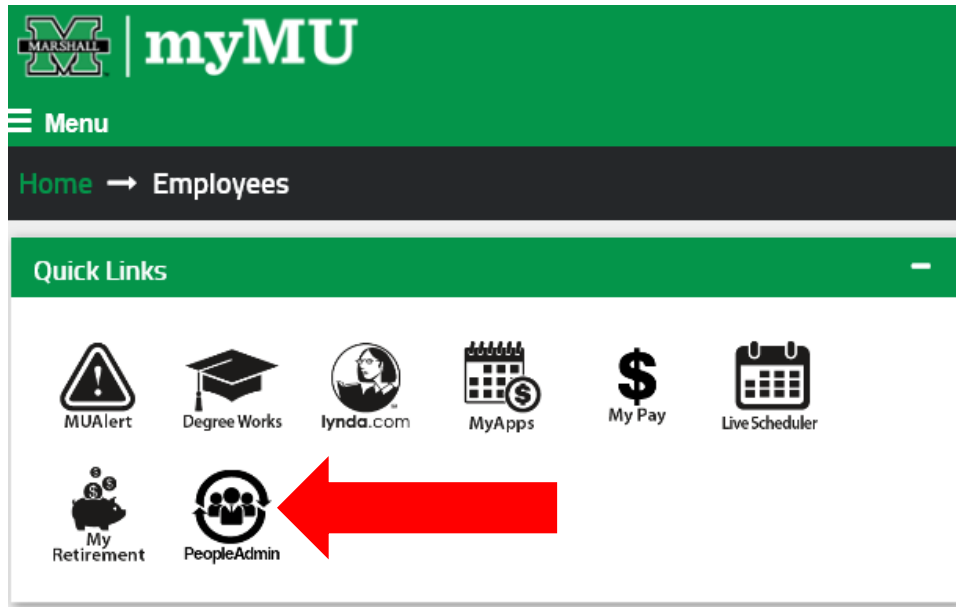 MARSHALL
myMU
Menu
Home → Employees
Quick Links
MUAlert
Degree Works
lynda.com
MyApps
My Pay
Live Scheduler
My
Retirement
PeopleAdmin